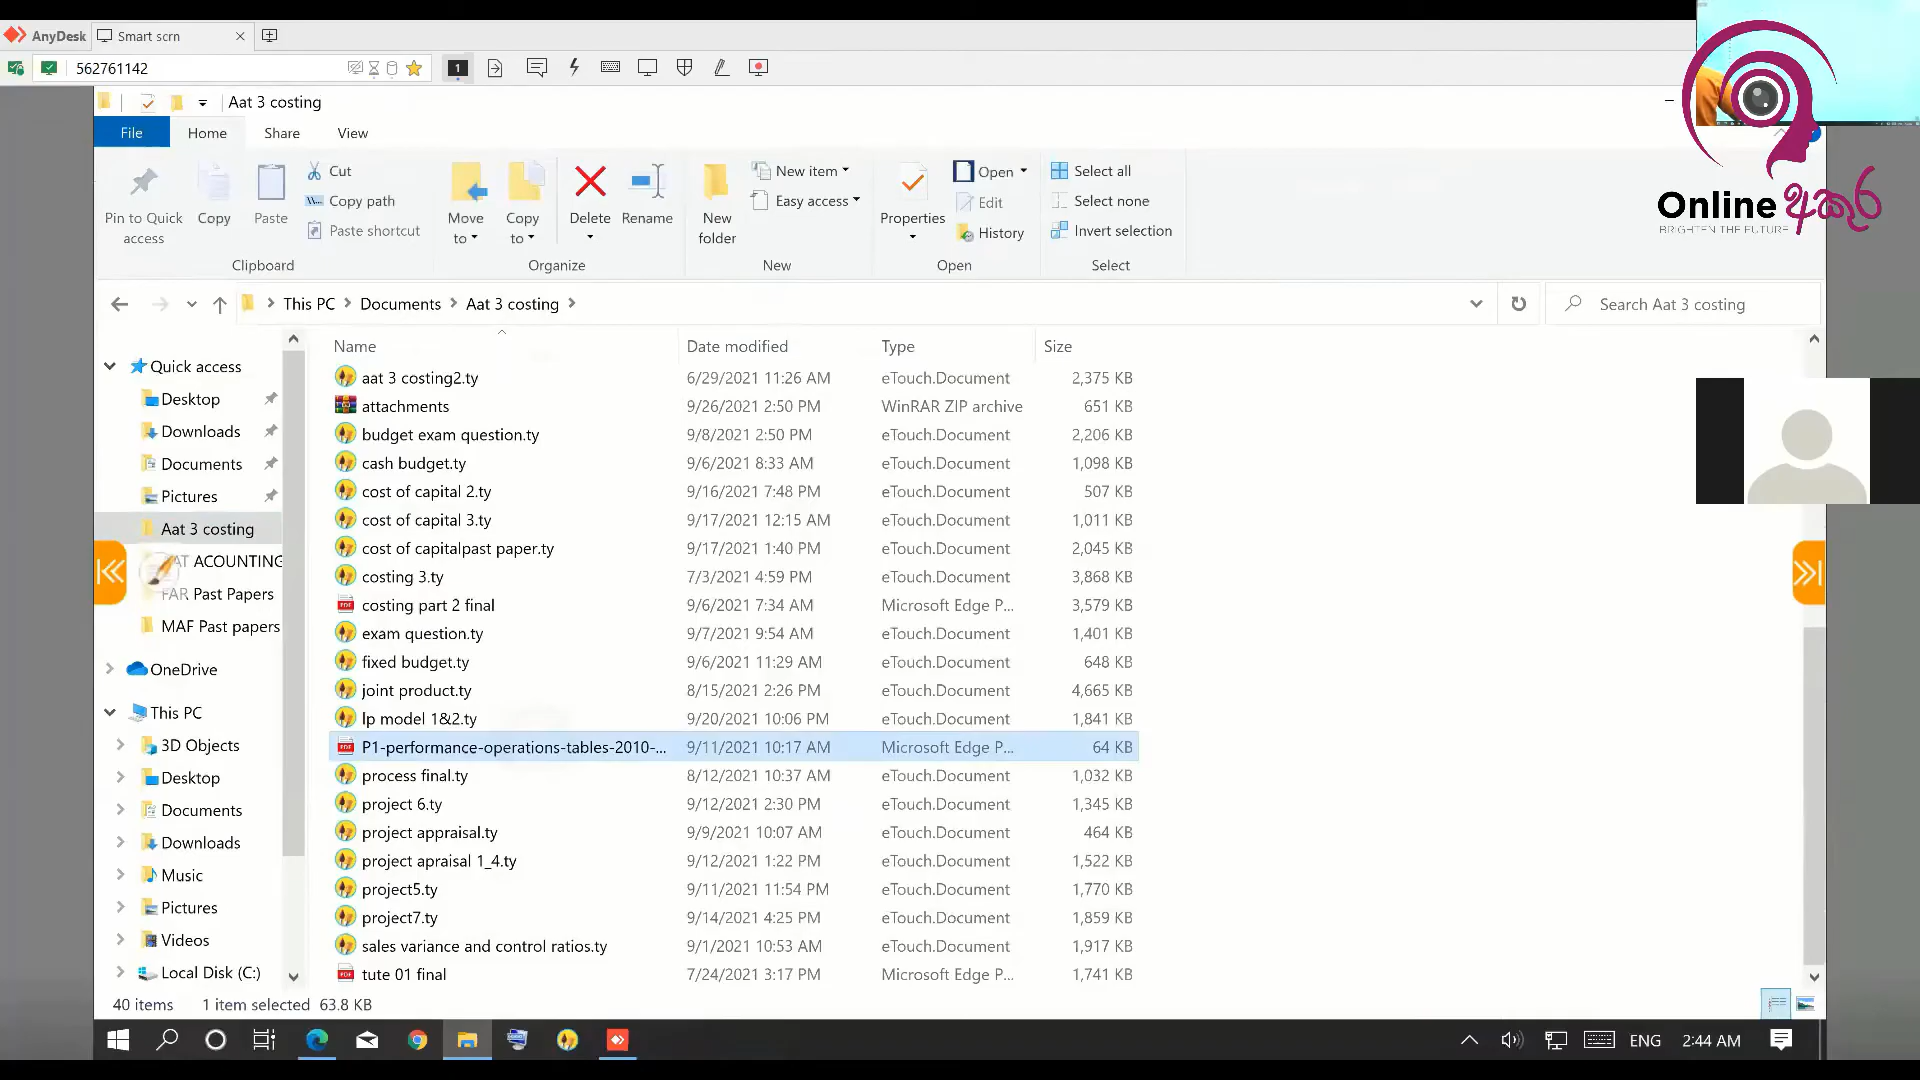 AnyDesk
Smart scrn
562761142
1
Aat 3 costing
File
Home
Share
View
Pin to Quick access
Copy
Paste
Cut
Copy path
Paste shortcut
Clipboard
Move to
Copy to
Delete
Rename
Organize
New folder
New item
Easy access
New
Properties
Open
Edit
History
Open
Select all
Select none
Invert selection
Select
Online අකුර
BRIGHTEN THE FUTURE
This PC
Documents
Aat 3 costing
Search Aat 3 costing
Quick access
Desktop
Downloads
Documents
Pictures
Aat 3 costing
ACOUNTING
FAR Past Papers
MAF Past papers
OneDrive
This PC
3D Objects
Desktop
Documents
Downloads
Music
Pictures
Videos
Local Disk (C:)
Name Date modified Type Size
aat 3 costing2.ty 6/29/2021 11:26 AM eTouch.Document 2,375 KB
attachments 9/26/2021 2:50 PM WinRAR ZIP archive 651 KB
budget exam question.ty 9/8/2021 2:50 PM eTouch.Document 2,206 KB
cash budget.ty 9/6/2021 8:33 AM eTouch.Document 1,098 KB
cost of capital 2.ty 9/16/2021 7:48 PM eTouch.Document 507 KB
cost of capital 3.ty 9/17/2021 12:15 AM eTouch.Document 1,011 KB
cost of capitalpast paper.ty 9/17/2021 1:40 PM eTouch.Document 2,045 KB
costing 3.ty 7/3/2021 4:59 PM eTouch.Document 3,868 KB
costing part 2 final 9/6/2021 7:34 AM Microsoft Edge P... 3,579 KB
exam question.ty 9/7/2021 9:54 AM eTouch.Document 1,401 KB
fixed budget.ty 9/6/2021 11:29 AM eTouch.Document 648 KB
joint product.ty 8/15/2021 2:26 PM eTouch.Document 4,665 KB
lp model 1&2.ty 9/20/2021 10:06 PM eTouch.Document 1,841 KB
P1-performance-operations-tables-2010-... 9/11/2021 10:17 AM Microsoft Edge P... 64 KB
process final.ty 8/12/2021 10:37 AM eTouch.Document 1,032 KB
project 6.ty 9/12/2021 2:30 PM eTouch.Document 1,345 KB
project appraisal.ty 9/9/2021 10:07 AM eTouch.Document 464 KB
project apraisal 1_4.ty 9/12/2021 1:22 PM eTouch.Document 1,522 KB
project5.ty 9/11/2021 11:54 PM eTouch.Document 1,770 KB
project7.ty 9/14/2021 4:25 PM eTouch.Document 1,859 KB
sales variance and control ratios.ty 9/1/2021 10:53 AM eTouch.Document 1,917 KB
tute 01 final 7/24/2021 3:17 PM Microsoft Edge P... 1,741 KB
40 items 1 item selected 63.8 KB
ENG 2:44 AM